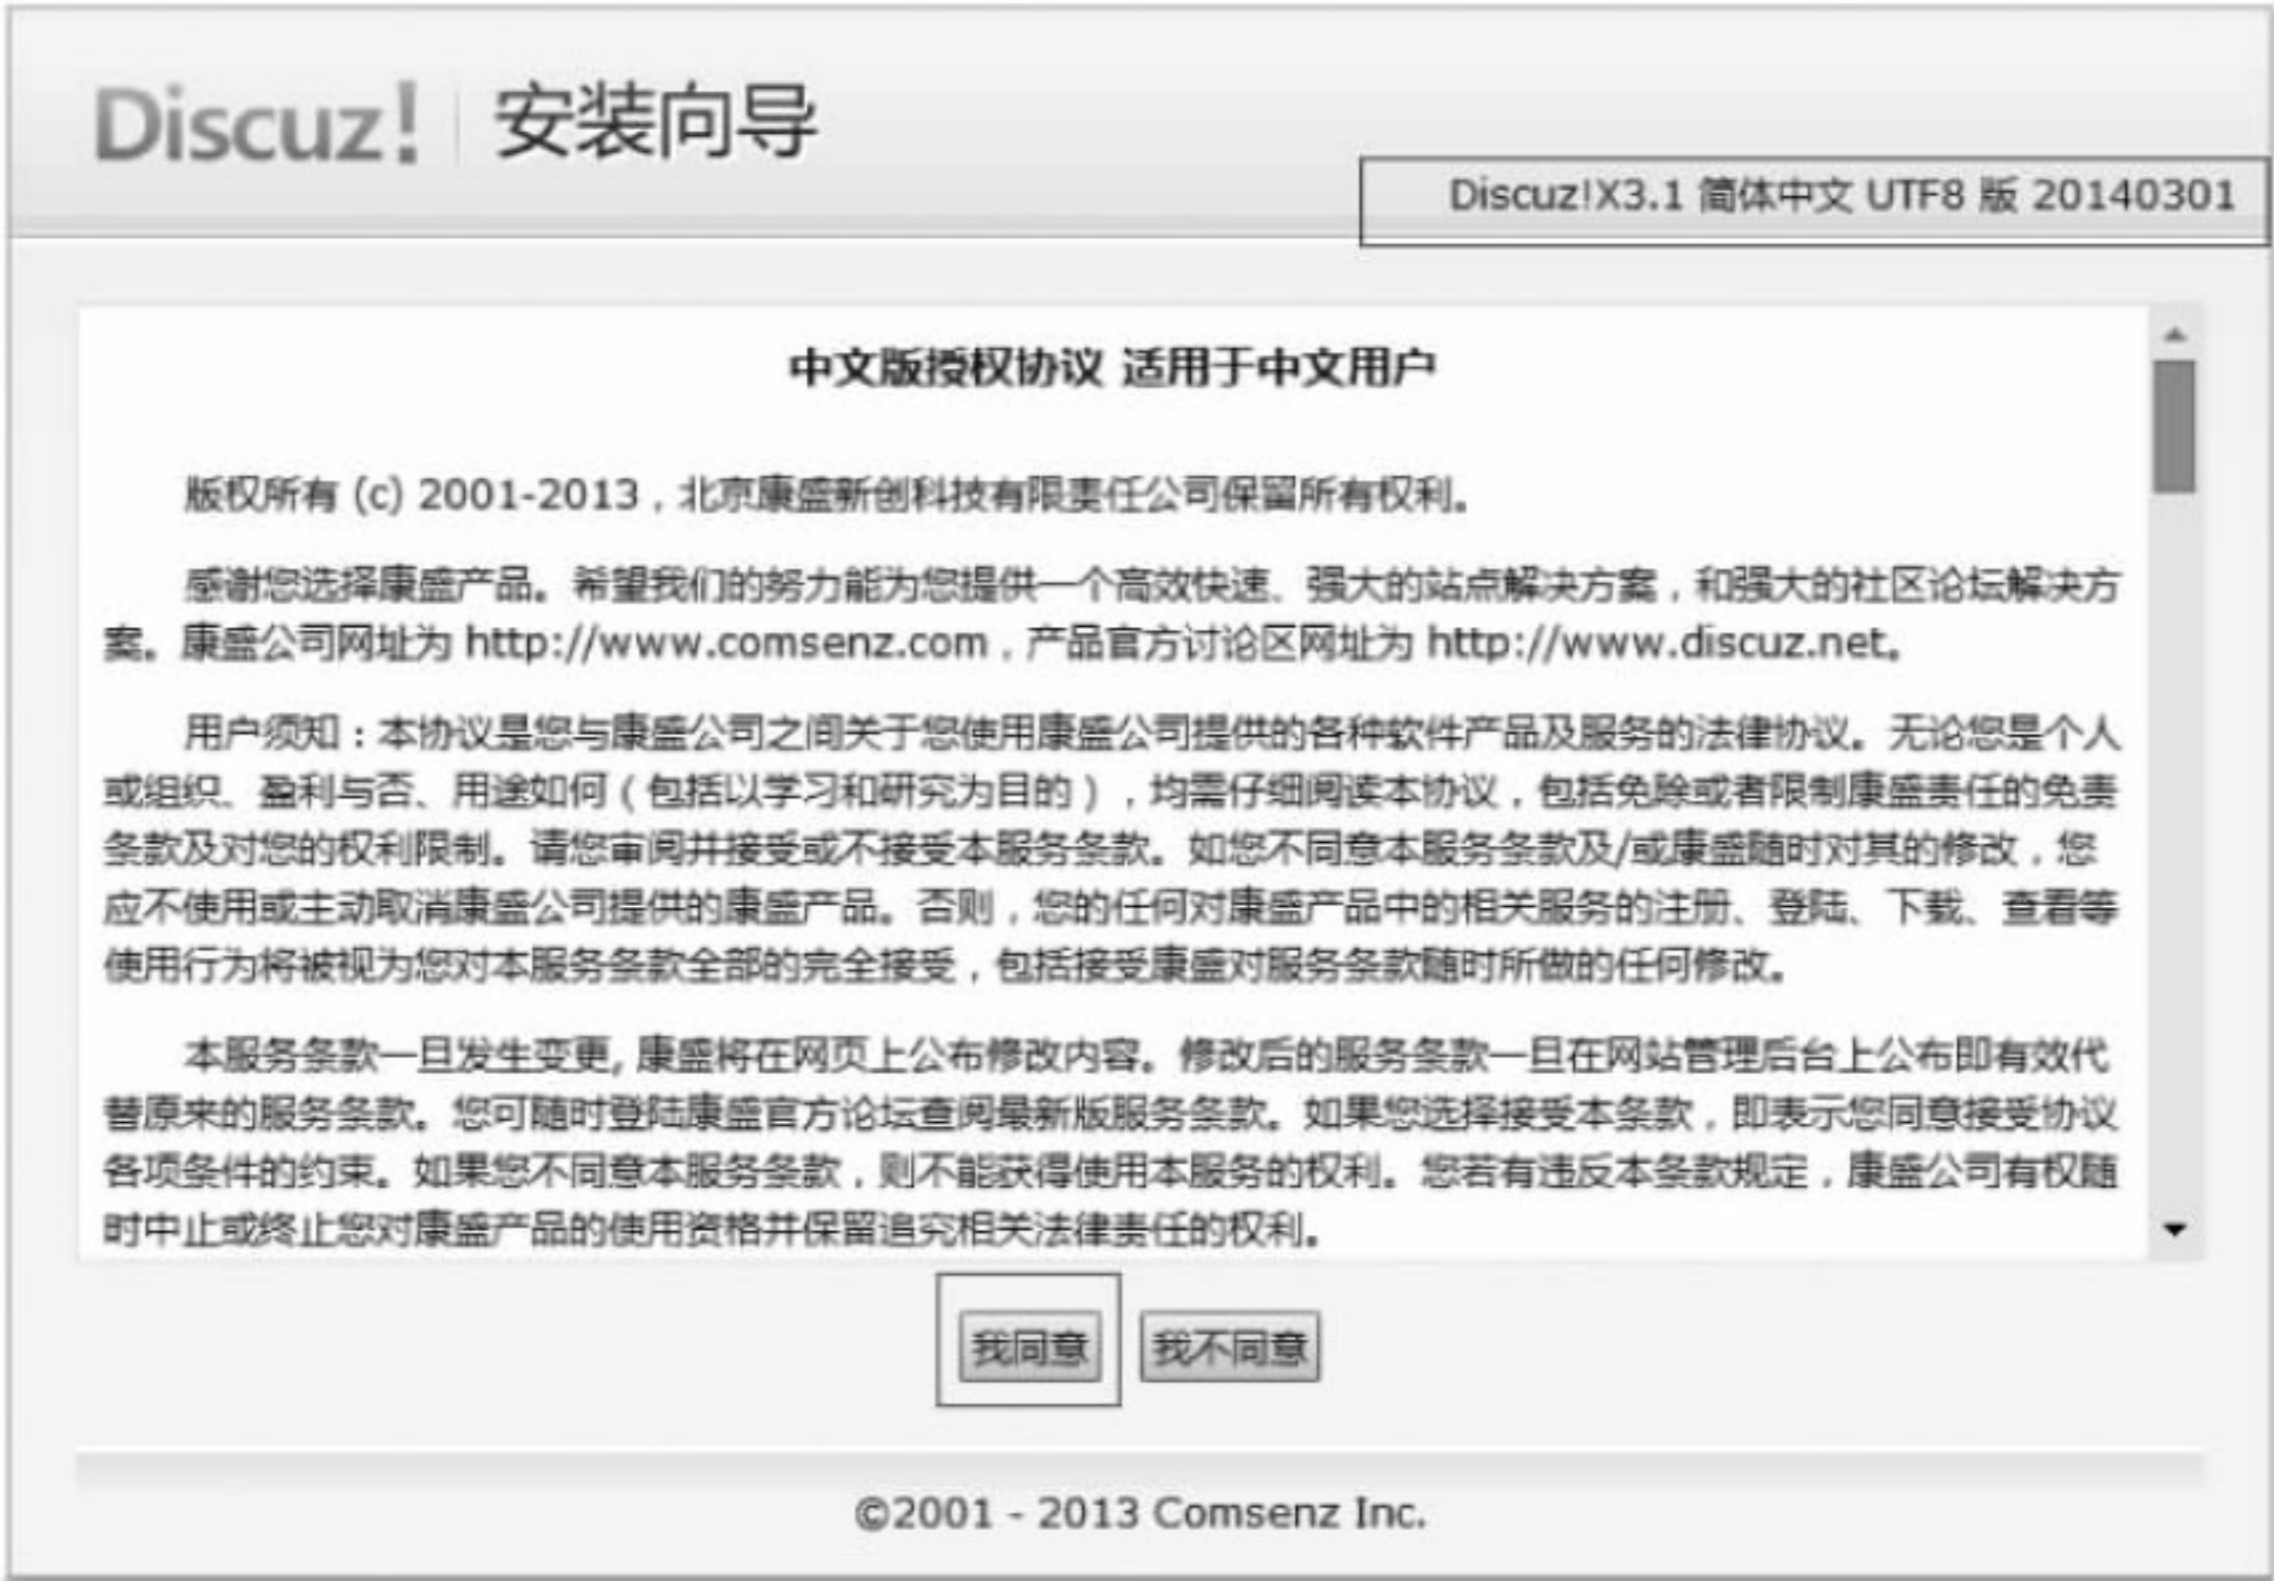 Discuz! 安装向导
Discuz!X3.1 简体中文 UTF8 版 20140301
中文版授权协议 适用于中文用户
版权所有 (c) 2001-2013，北京康盛新创科技有限责任公司保留所有权利。
感谢您选择康盛产品。希望我们的努力能为您提供一个高效快速、强大的站点解决方案，和强大的社区论坛解决方
案。康盛公司网址为 http://www.comsenz.com，产品官方讨论区网址为 http://www.discuz.net。
用户须知：本协议是您与康盛公司之间关于您使用康盛公司提供的各种软件产品及服务的法律协议。无论您是个人
或组织、盈利与否、用途如何（包括以学习和研究为目的），均需仔细阅读本协议，包括免除或者限制康盛责任的免责
条款及对您的权利限制。请您审阅并接受或不接受本服务条款。如您不同意本服务条款及/或康盛随时对其的修改，您
应不使用或主动取消康盛公司提供的康盛产品。否则，您的任何对康盛产品中的相关服务的注册、登陆、下载、查看等
使用行为将被视为您对本服务条款全部的完全接受，包括接受康盛对服务条款随时所做的任何修改。
本服务条款一旦发生变更, 康盛将在网页上公布修改内容。修改后的服务条款一旦在网站管理后台上公布即有效代
替原来的服务条款。您可随时登陆康盛官方论坛查阅最新版服务条款。如果您选择接受本条款，即表示您同意接受协议
各项条件的约束。如果您不同意本服务条款，则不能获得使用本服务的权利。您若有违反本条款规定，康盛公司有权随
时中止或终止您对康盛产品的使用资格并保留追究相关法律责任的权利。
我同意 我不同意
©2001 - 2013 Comsenz Inc.